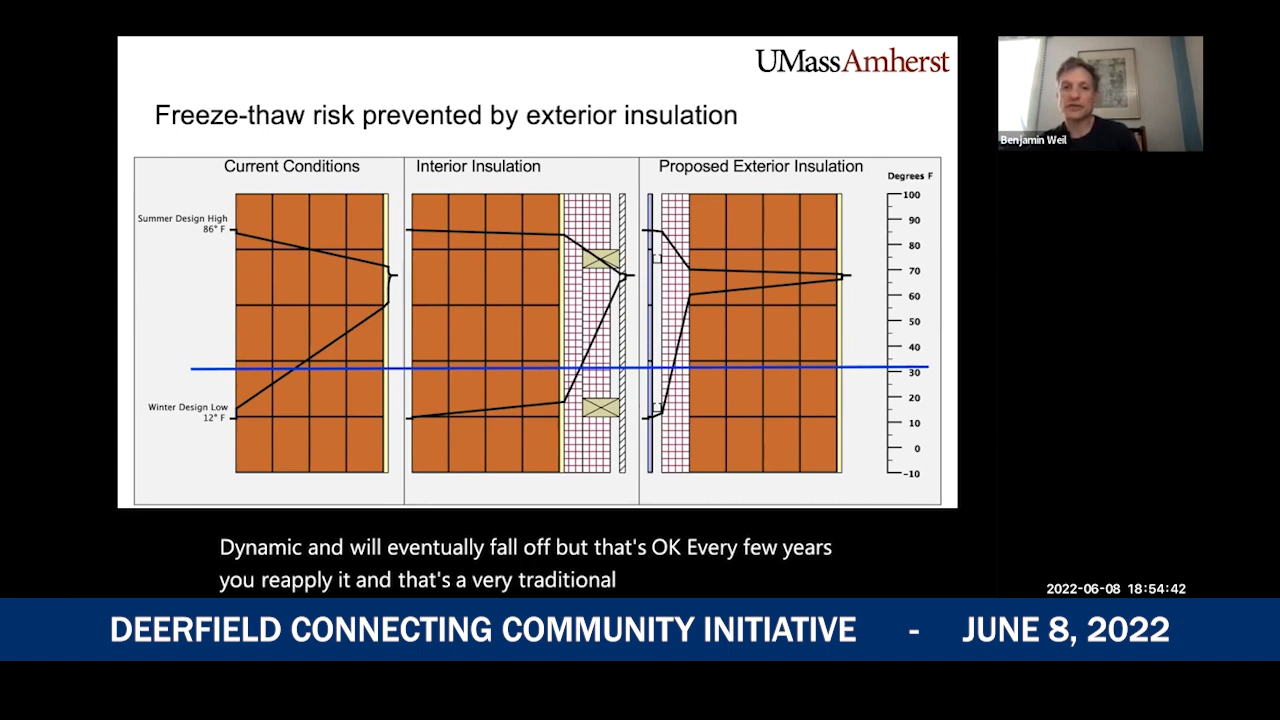 UMassAmherst
Freeze-thaw risk prevented by exterior insulation
Current Conditions
Interior Insulation
Proposed Exterior Insulation
Degrees F
Summer Design High
86° F
Winter Design Low
12° F
100
90
80
70
60
50
40
30
20
10
0
-10
Benjamin Weil
Dynamic and will eventually fall off but that's OK Every few years
you reapply it and that's a very traditional
2022-06-08 18:54:42
DEERFIELD CONNECTING COMMUNITY INITIATIVE - JUNE 8, 2022